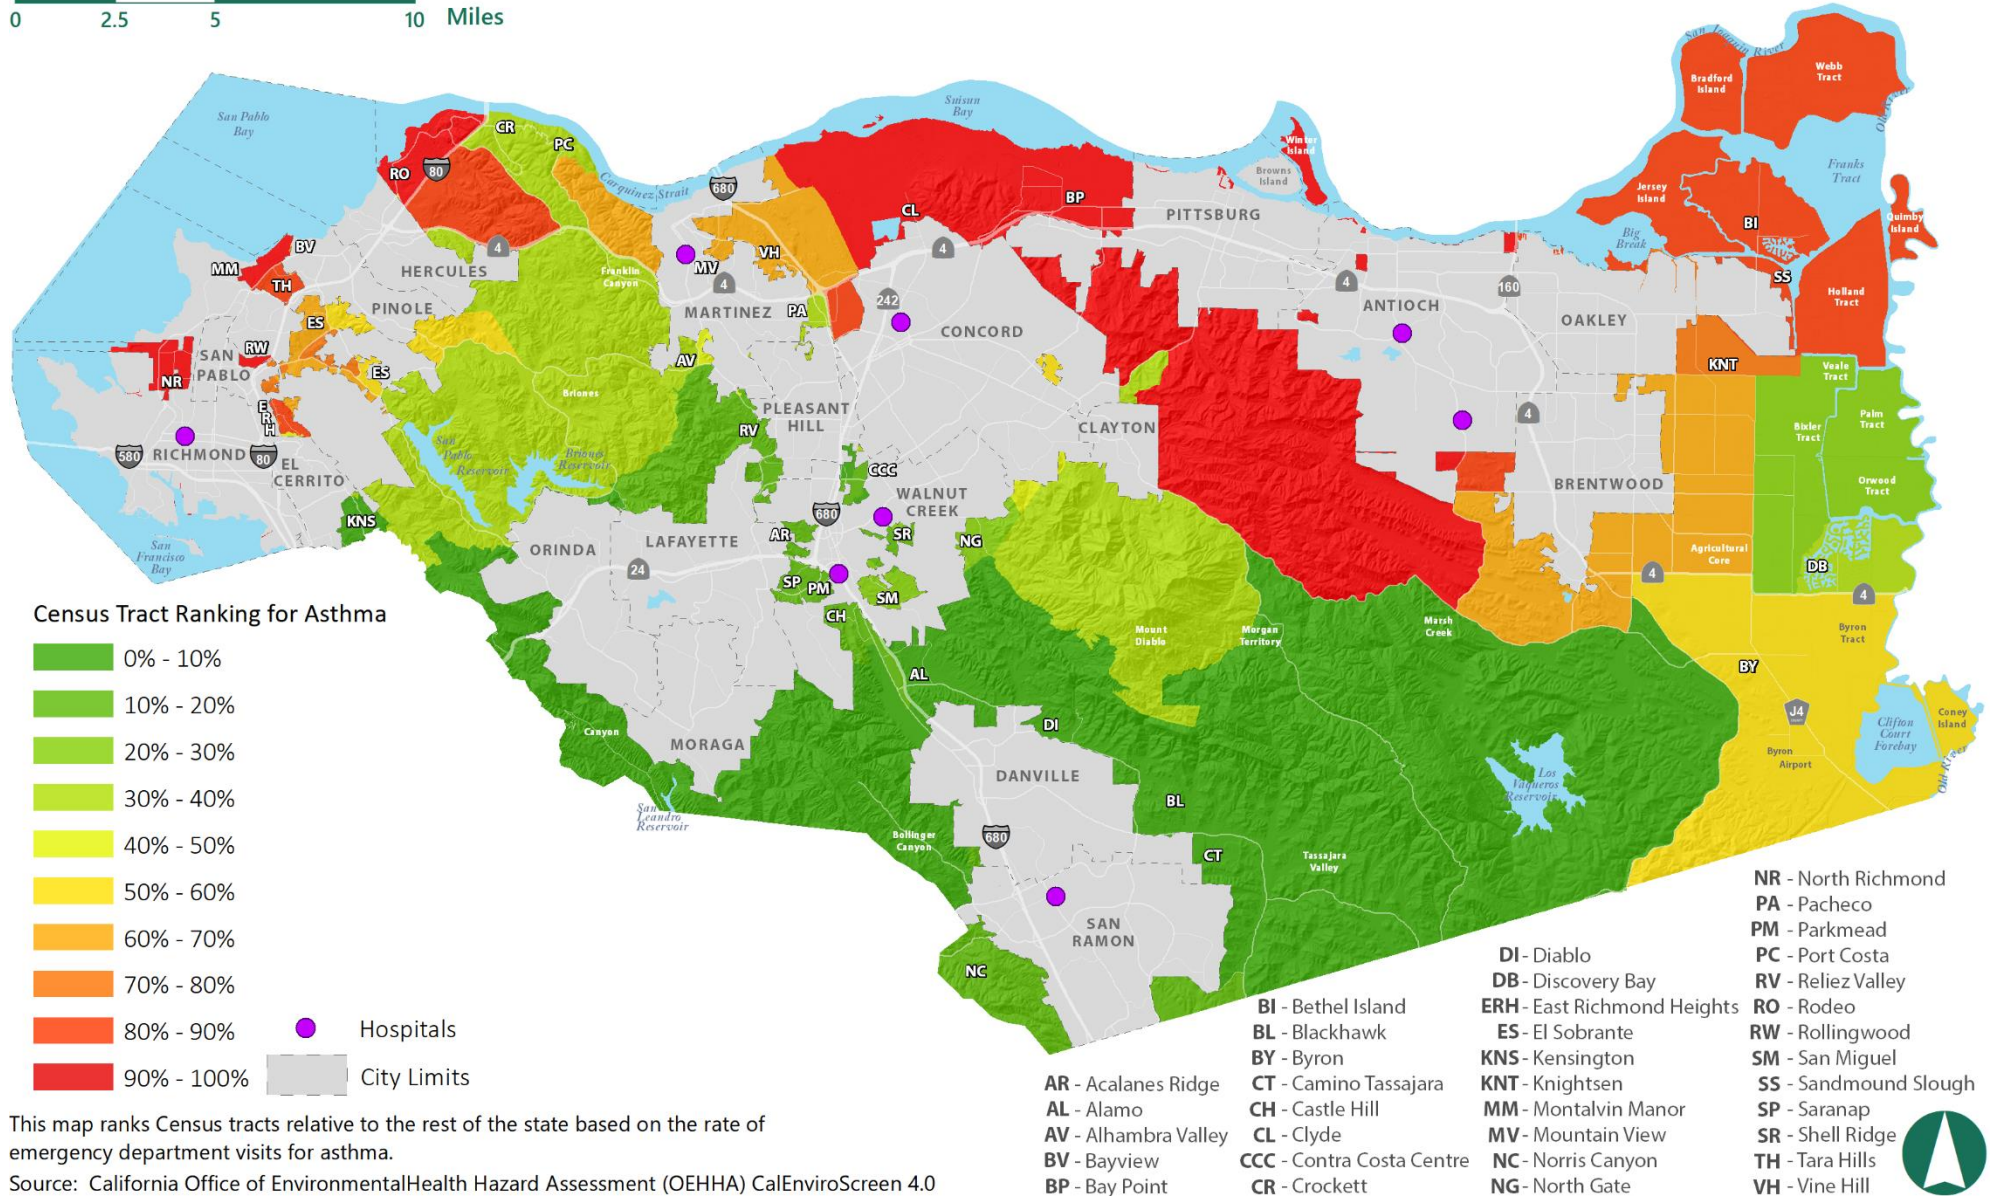 0 2.5 5 10 Miles
San Pablo
Bay
Suisun
Bay
San Joaquin River
Bradford
Island
Webb
Tract
Old River
Franks
Tract
CR
PC
RO
80
Carquinez Strait
680
Winter
Island
Browns
Island
CL
BP
PITTSBURG
Jersey
Island
BI
Quimby
Island
Big
Break
BV
MM
TH
HERCULES
4
Franklin
Canyon
MV
VH
4
4
SS
Holland
Tract
PINOLE
ES
MARTINEZ
PA
242
CONCORD
4
ANTIOCH
160
OAKLEY
SAN
PABLO
RW
NR
ES
AV
KNT
Veale
Tract
E
R
H
Briones
PLEASANT
HILL
RV
CLAYTON
4
Bixler
Tract
Palm
Tract
580
RICHMOND
80
EL
CERRITO
San
Pablo
Reservoir
Briones
Reservoir
CCC
WALNUT
CREEK
BRENTWOOD
Orwood
Tract
KNS
680
San
Francisco
Bay
ORINDA
LAFAYETTE
AR
SR
NG
24
SP
PM
SM
CH
Agricultural
Core
4
DB
4
Mount
Diablo
Morgan
Territory
Marsh
Creek
Byron
Tract
AL
BY
DI
J4
Clifton
Court
Forebay
Coney
Island
Old River
Canyon
MORAGA
DANVILLE
Byron
Airport
San
Leandro
Reservoir
BL
Los
Vaqueros
Reservoir
Bollinger
Canyon
680
CT
Tassajara
Valley
SAN
RAMON
NC
Census Tract Ranking for Asthma
0% - 10%
10% - 20%
20% - 30%
30% - 40%
40% - 50%
50% - 60%
60% - 70%
70% - 80%
80% - 90%
90% - 100%
Hospitals
City Limits
AR - Acalanes Ridge
AL - Alamo
AV - Alhambra Valley
BV - Bayview
BP - Bay Point
BI - Bethel Island
BL - Blackhawk
BY - Byron
CT - Camino Tassajara
CH - Castle Hill
CL - Clyde
CCC - Contra Costa Centre
CR - Crockett
DI - Diablo
DB - Discovery Bay
ERH - East Richmond Heights
ES - El Sobrante
KNS - Kensington
KNT - Knightsen
MM - Montalvin Manor
MV - Mountain View
NC - Norris Canyon
NG - North Gate
NR - North Richmond
PA - Pacheco
PM - Parkmead
PC - Port Costa
RV - Reliez Valley
RO - Rodeo
RW - Rollingwood
SM - San Miguel
SS - Sandmound Slough
SP - Saranap
SR - Shell Ridge
TH - Tara Hills
VH - Vine Hill
This map ranks Census tracts relative to the rest of the state based on the rate of
emergency department visits for asthma.
Source: California Office of EnvironmentalHealth Hazard Assessment (OEHHA) CalEnviroScreen 4.0